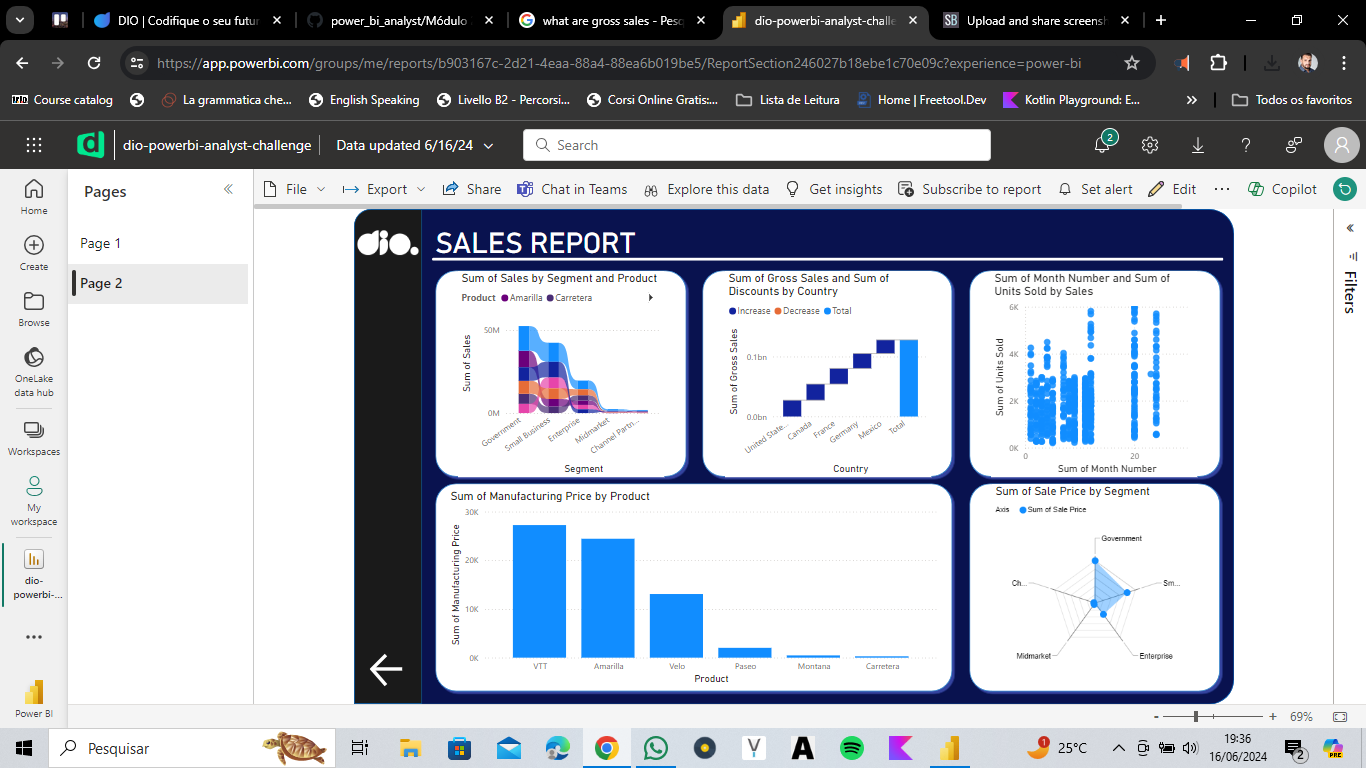 DIO | Codifique o seu futur
power_bi_analyst/Módulo
what are gross sales - Pesq
dio-powerbi-analyst-challe
SB
Upload and share screensh
https://app.powerbi.com/groups/me/reports/b903167c-2d21-4eaa-88a4-88ea6b019be5/ReportSection246027b18ebe1c70e09c?experience=power-bi
Course catalog
La grammatica che...
English Speaking
Livello B2 - Percorsi...
Corsi Online Gratis:...
Lista de Leitura
Home | Freetool.Dev
Kotlin Playground: E...
Todos os favoritos
dio-powerbi-analyst-challenge
Data updated 6/16/24
Search
2
Home
Create
Browse
OneLake
data hub
Workspaces
My
workspace
dio-
powerbi-...
Power BI
Pages
Page 1
Page 2
File
Export
Share
Chat in Teams
Explore this data
Get insights
Subscribe to report
Set alert
Edit
Copilot
Filters
dio.
SALES REPORT
Sum of Sales by Segment and Product
Product Amarilla Carretera
Sum of Sales
50M
0M
Government
Small Business
Enterprise
Midmarket
Channel Partn...
Segment
Sum of Gross Sales and Sum of
Discounts by Country
Increase Decrease Total
Sum of Gross Sales
0.1bn
0.0bn
United State...
Canada
France
Germany
Mexico
Total
Country
Sum of Month Number and Sum of
Units Sold by Sales
Sum of Units Sold
6K
4K
2K
0K
0
20
Sum of Month Number
Sum of Manufacturing Price by Product
Sum of Manufacturing Price
30K
20K
10K
0K
VTT
Amarilla
Velo
Paseo
Montana
Carretera
Product
Sum of Sale Price by Segment
Axis Sum of Sale Price
Government
Ch...
Sm...
Midmarket
Enterprise
- + 69%
Pesquisar
1
25°C
19:36
16/06/2024
2
PRE